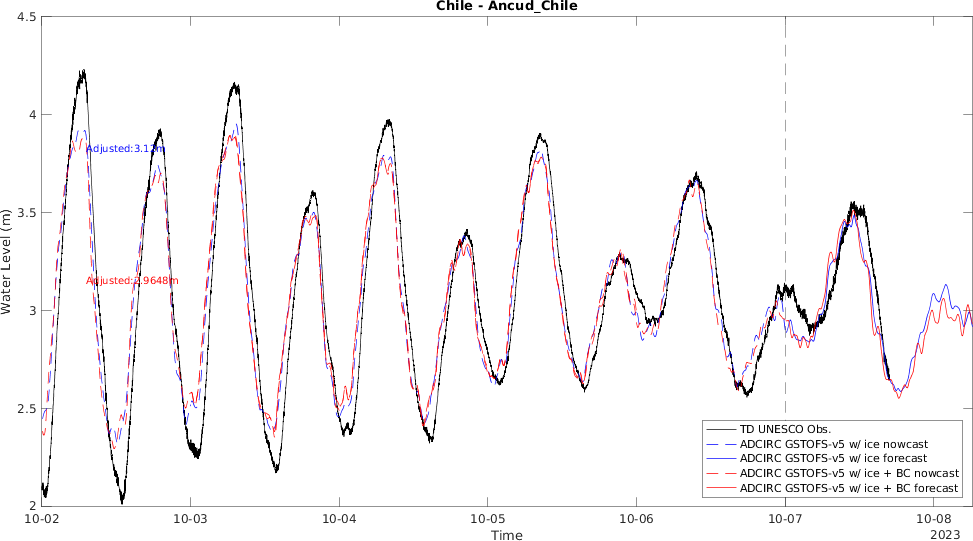 Chile - Ancud_Chile
4.5
4
3.5
3
2.5
2
Water Level (m)
Adjusted:3.12m
Adjusted:2.9648m
TD UNESCO Obs.
ADCIRC GSTOFS-v5 w/ ice nowcast
ADCIRC GSTOFS-v5 w/ ice forecast
ADCIRC GSTOFS-v5 w/ ice + BC nowcast
ADCIRC GSTOFS-v5 w/ ice + BC forecast
10-02 10-03 10-04 10-05 10-06 10-07 10-08
Time 2023